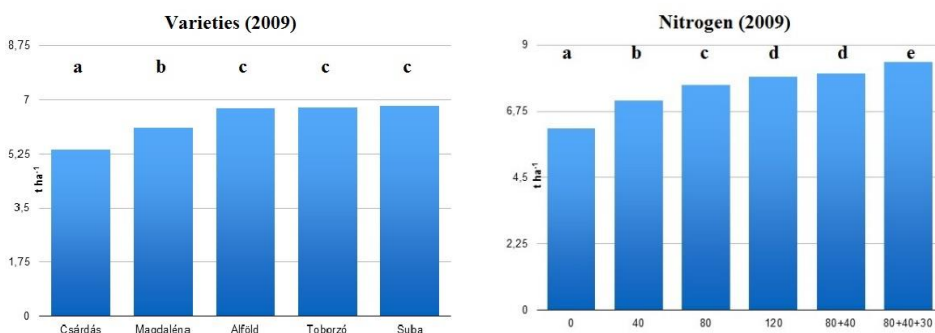 Varieties (2009)
8,75
a b c c c
7
5,25
t ha-1
3,5
1,75
0
Csárdás Magdaléna Alföld Toborzó Suba
Nitrogen (2009)
9
a b c d d e
6,75
4,5
t ha-1
2,25
0
0 40 80 120 80+40 80+40+30